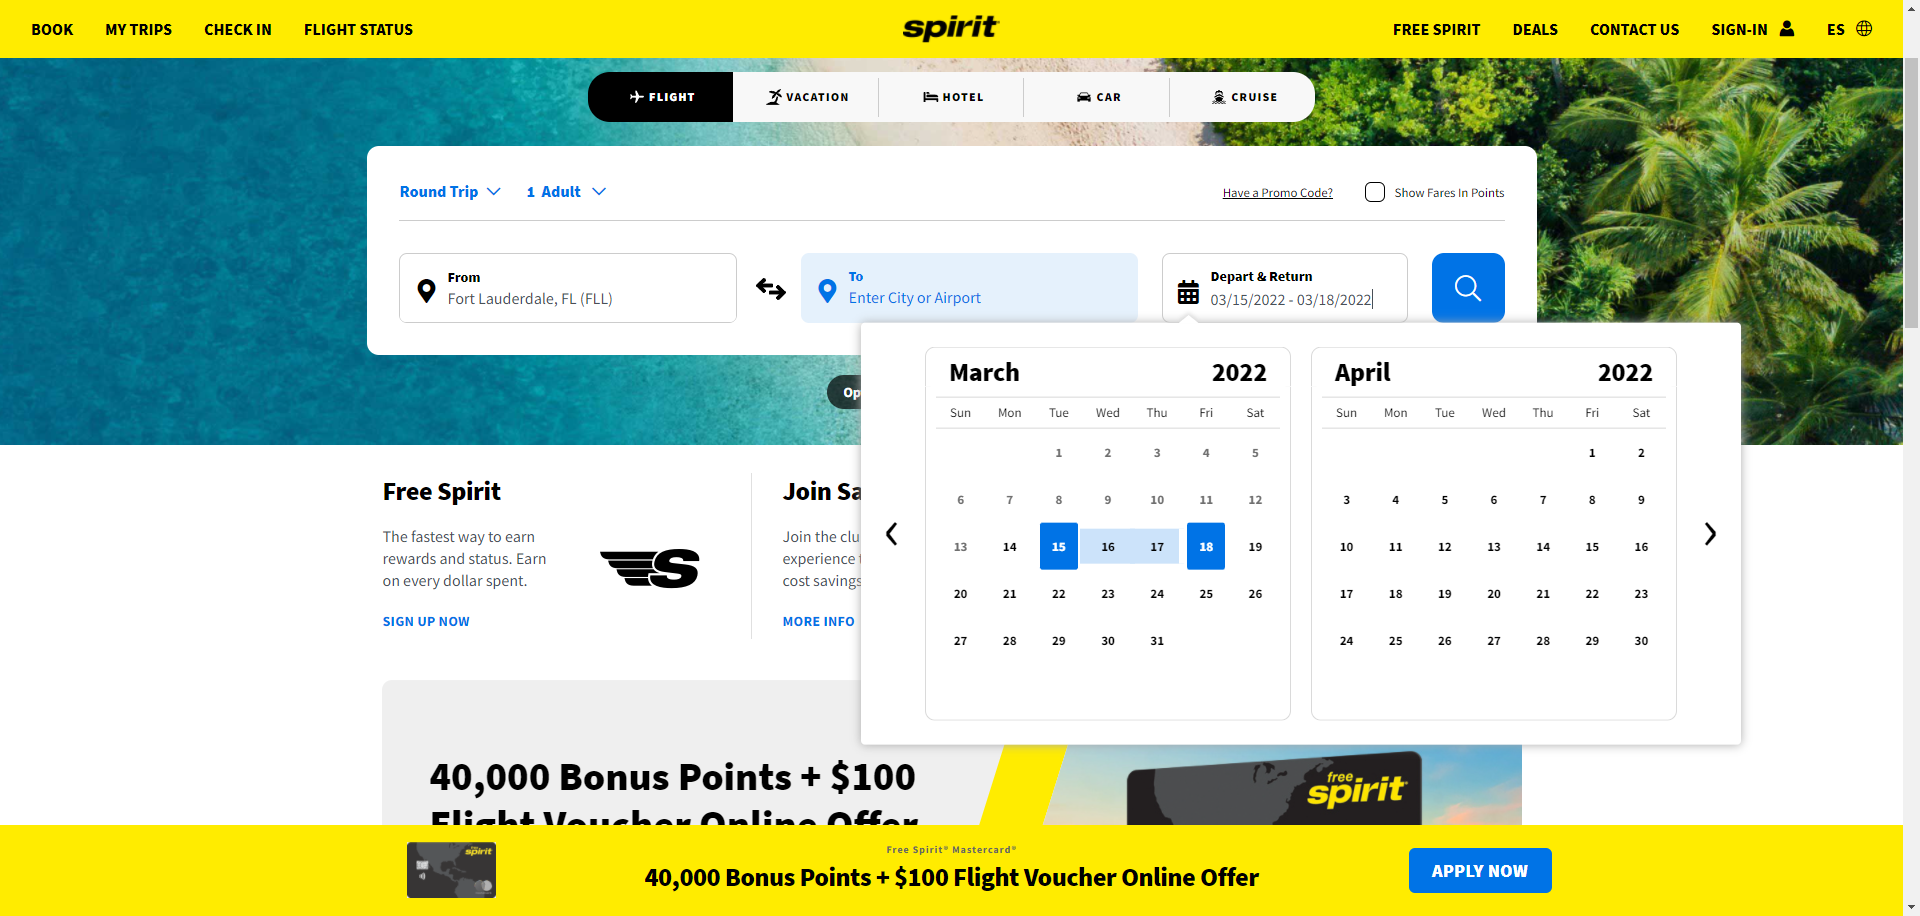 BOOK MY TRIPS CHECK IN FLIGHT STATUS spirit FREE SPIRIT DEALS CONTACT US SIGN-IN ES
FLIGHT VACATION HOTEL CAR CRUISE
Round Trip 1 Adult Have a Promo Code? Show Fares In Points
From
Fort Lauderdale, FL (FLL)
To
Enter City or Airport
Depart & Return
03/15/2022 - 03/18/2022
Op
March 2022
Sun Mon Tue Wed Thu Fri Sat
1 2 3 4 5
6 7 8 9 10 11 12
13 14 15 16 17 18 19
20 21 22 23 24 25 26
27 28 29 30 31
April 2022
Sun Mon Tue Wed Thu Fri Sat
1 2
3 4 5 6 7 8 9
10 11 12 13 14 15 16
17 18 19 20 21 22 23
24 25 26 27 28 29 30
Free Spirit
The fastest way to earn
rewards and status. Earn
on every dollar spent.
SIGN UP NOW
S
Join Sa
Join the clu
experience
cost savings
MORE INFO
40,000 Bonus Points + $100
Flight Voucher Online Offer
free
spirit
spirit
Free Spirit® Mastercard®
40,000 Bonus Points + $100 Flight Voucher Online Offer
APPLY NOW